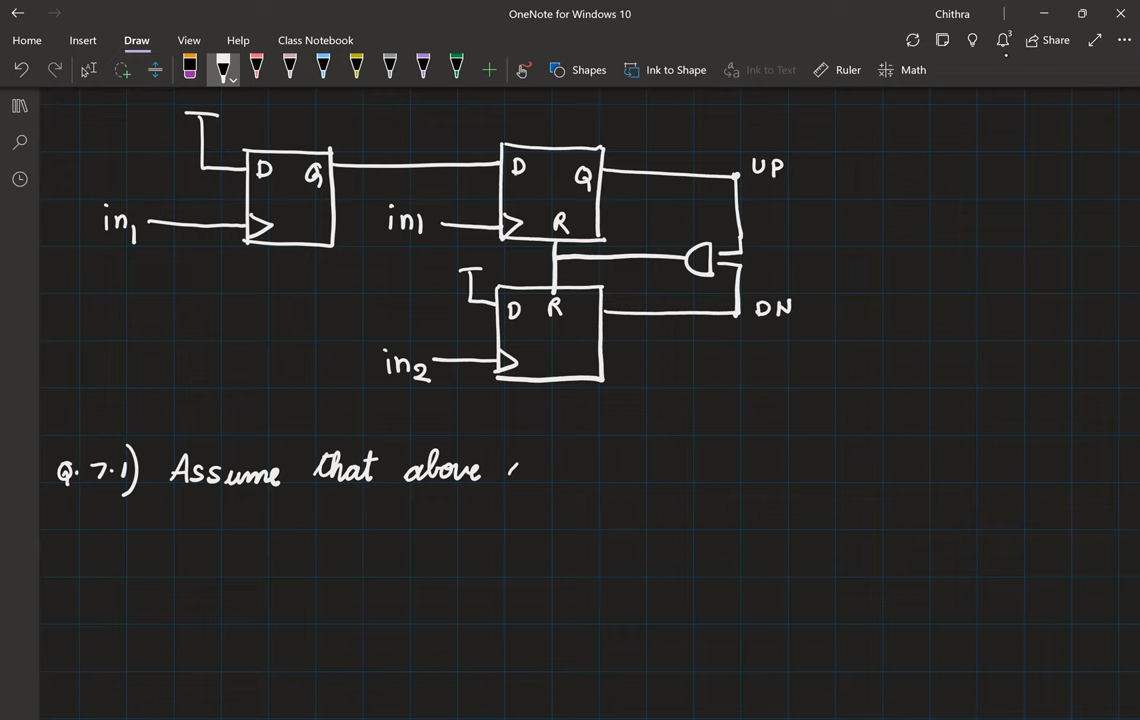 OneNote for Windows 10
Chithra
Home Insert Draw View Help Class Notebook
3 Share
Shapes Ink to Shape Ink to Text Ruler Math
D Q D Q UP
in1 in1 R
D R DN
in2
Q. 7.1) Assume that above